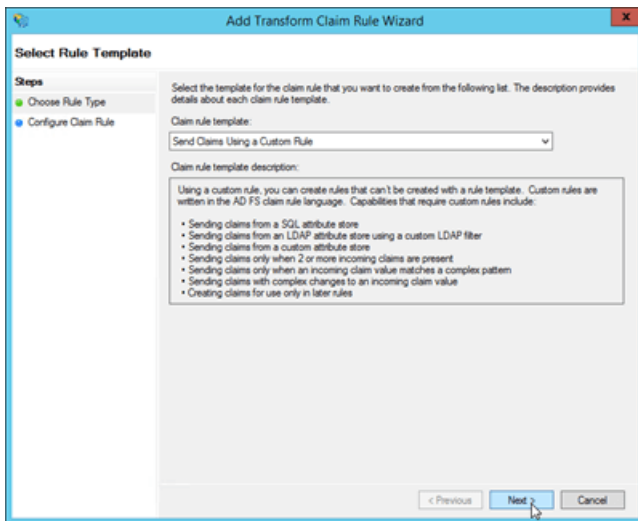 Add Transform Claim Rule Wizard
x
Select Rule Template
Steps
Choose Rule Type
Configure Claim Rule
Select the template for the claim rule that you want to create from the following list. The description provides
details about each claim rule template.
Claim rule template:
Send Claims Using a Custom Rule
Claim rule template description:
Using a custom rule, you can create rules that can't be created with a rule template. Custom rules are
written in the AD FS claim rule language. Capabilities that require custom rules include:
• Sending claims from a SQL attribute store
• Sending claims from an LDAP attribute store using a custom LDAP filter
• Sending claims from a custom attribute store
• Sending claims only when 2 or more incoming claims are present
• Sending claims only when an incoming claim value matches a complex pattern
• Sending claims with complex changes to an incoming claim value
• Creating claims for use only in later rules
< Previous
Next >
Cancel